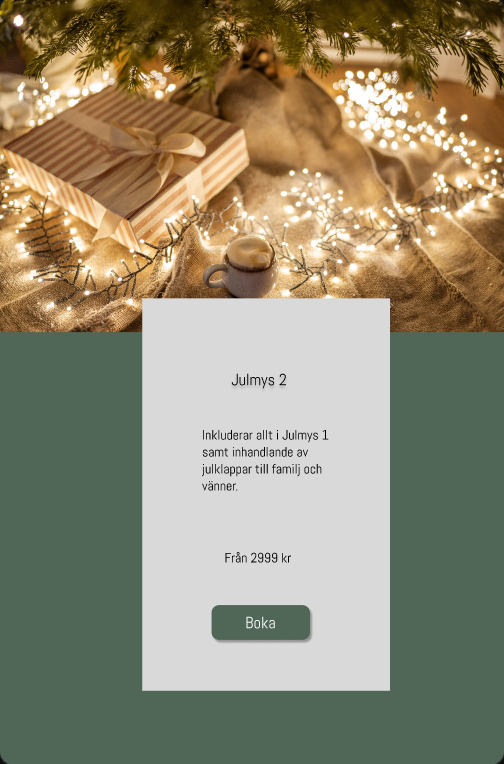 Julmys 2
Inkluderar allt i Julmys 1
samt inhandlande av
julklappar till familj och
vänner.
Från 2999 kr
Boka